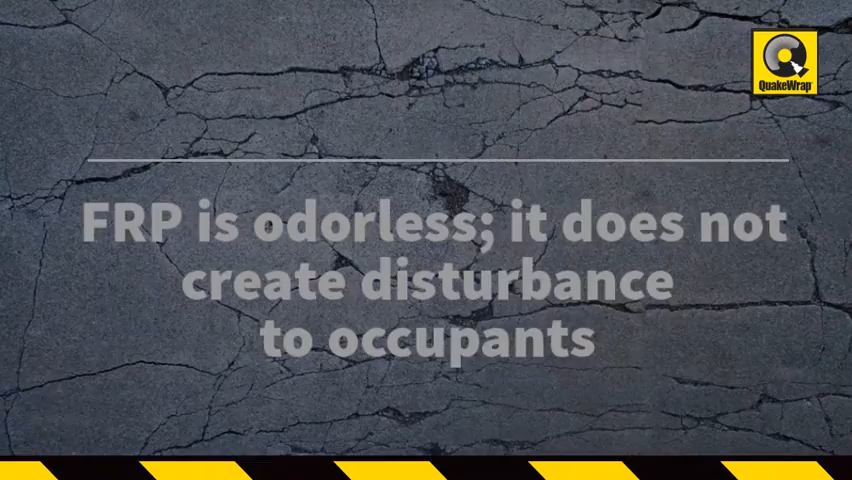 QuakeWrap
FRP is odorless; it does not
create disturbance
to occupants